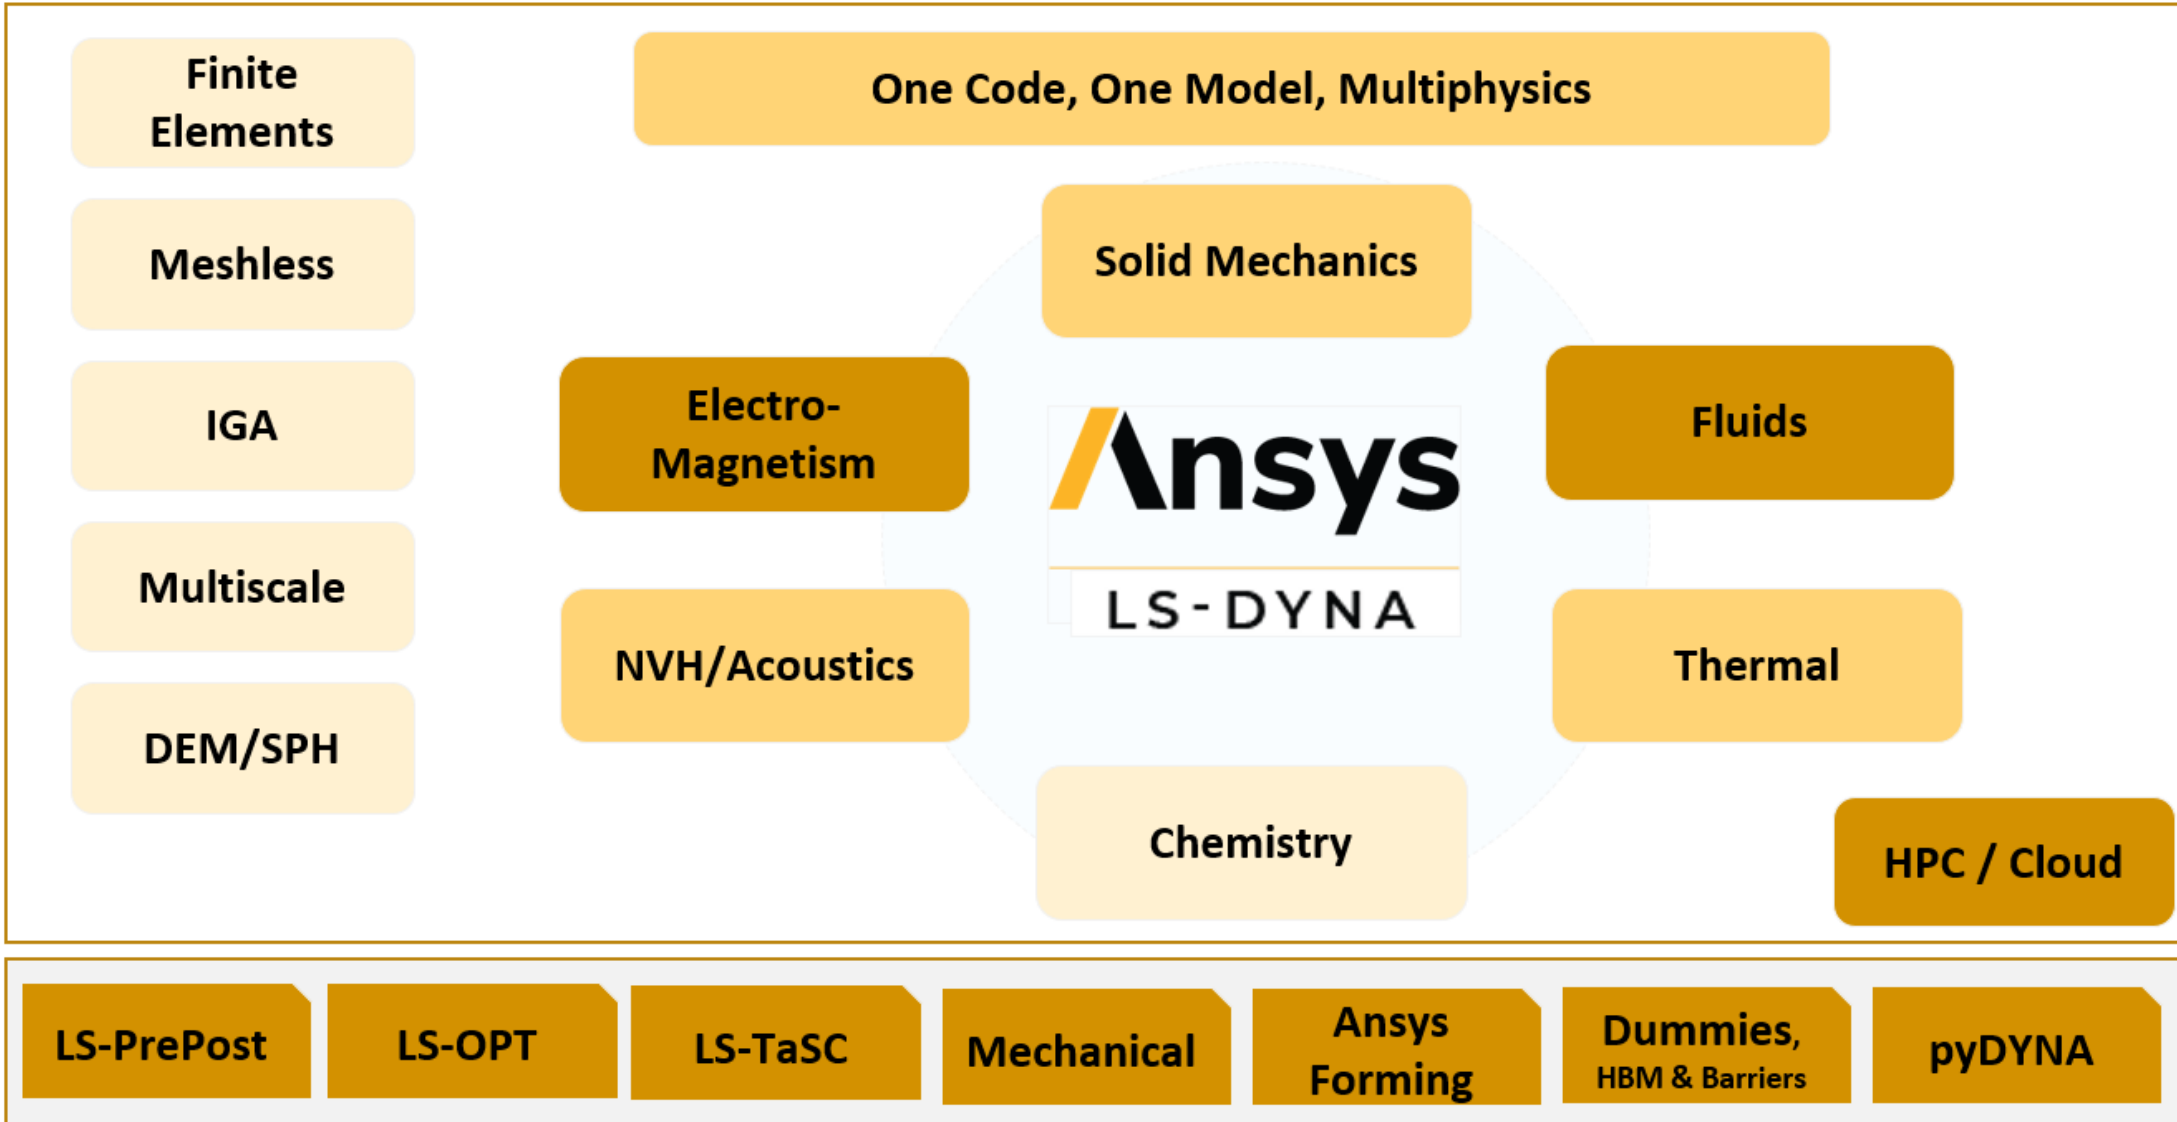 Finite
Elements
Meshless
IGA
Multiscale
DEM/SPH
One Code, One Model, Multiphysics
Solid Mechanics
Electro-
Magnetism
Fluids
Ansys
LS-DYNA
NVH/Acoustics
Thermal
Chemistry
HPC / Cloud
LS-PrePost
LS-OPT
LS-TaSC
Mechanical
Ansys
Forming
Dummies,
HBM & Barriers
pyDYNA